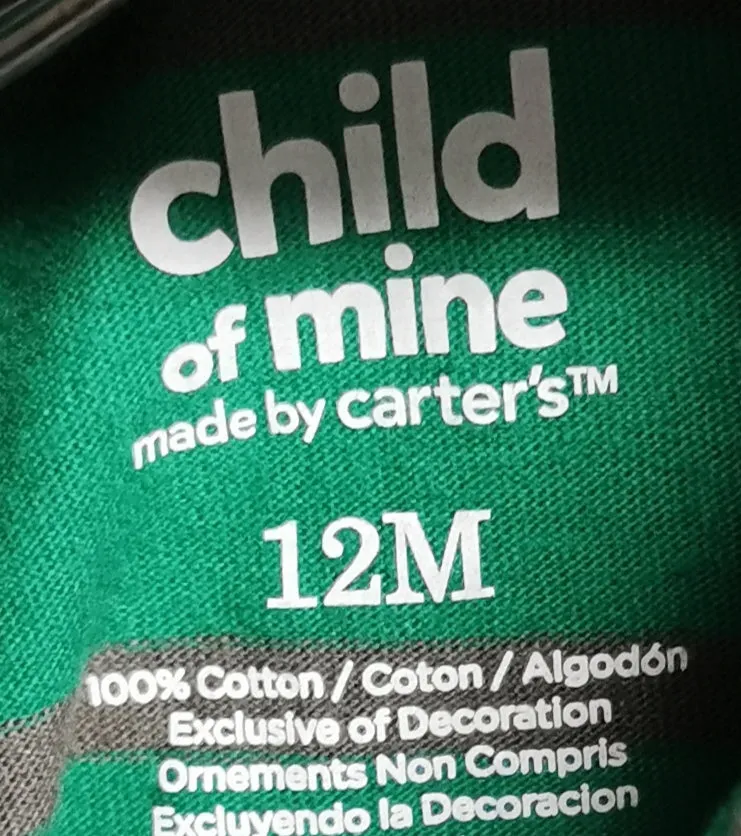 child
of mine
made by carter's™
12M
100% Cotton / Coton / Algodón
Exclusive of Decoration
Ornements Non Compris
Excluyendo la Decoracion